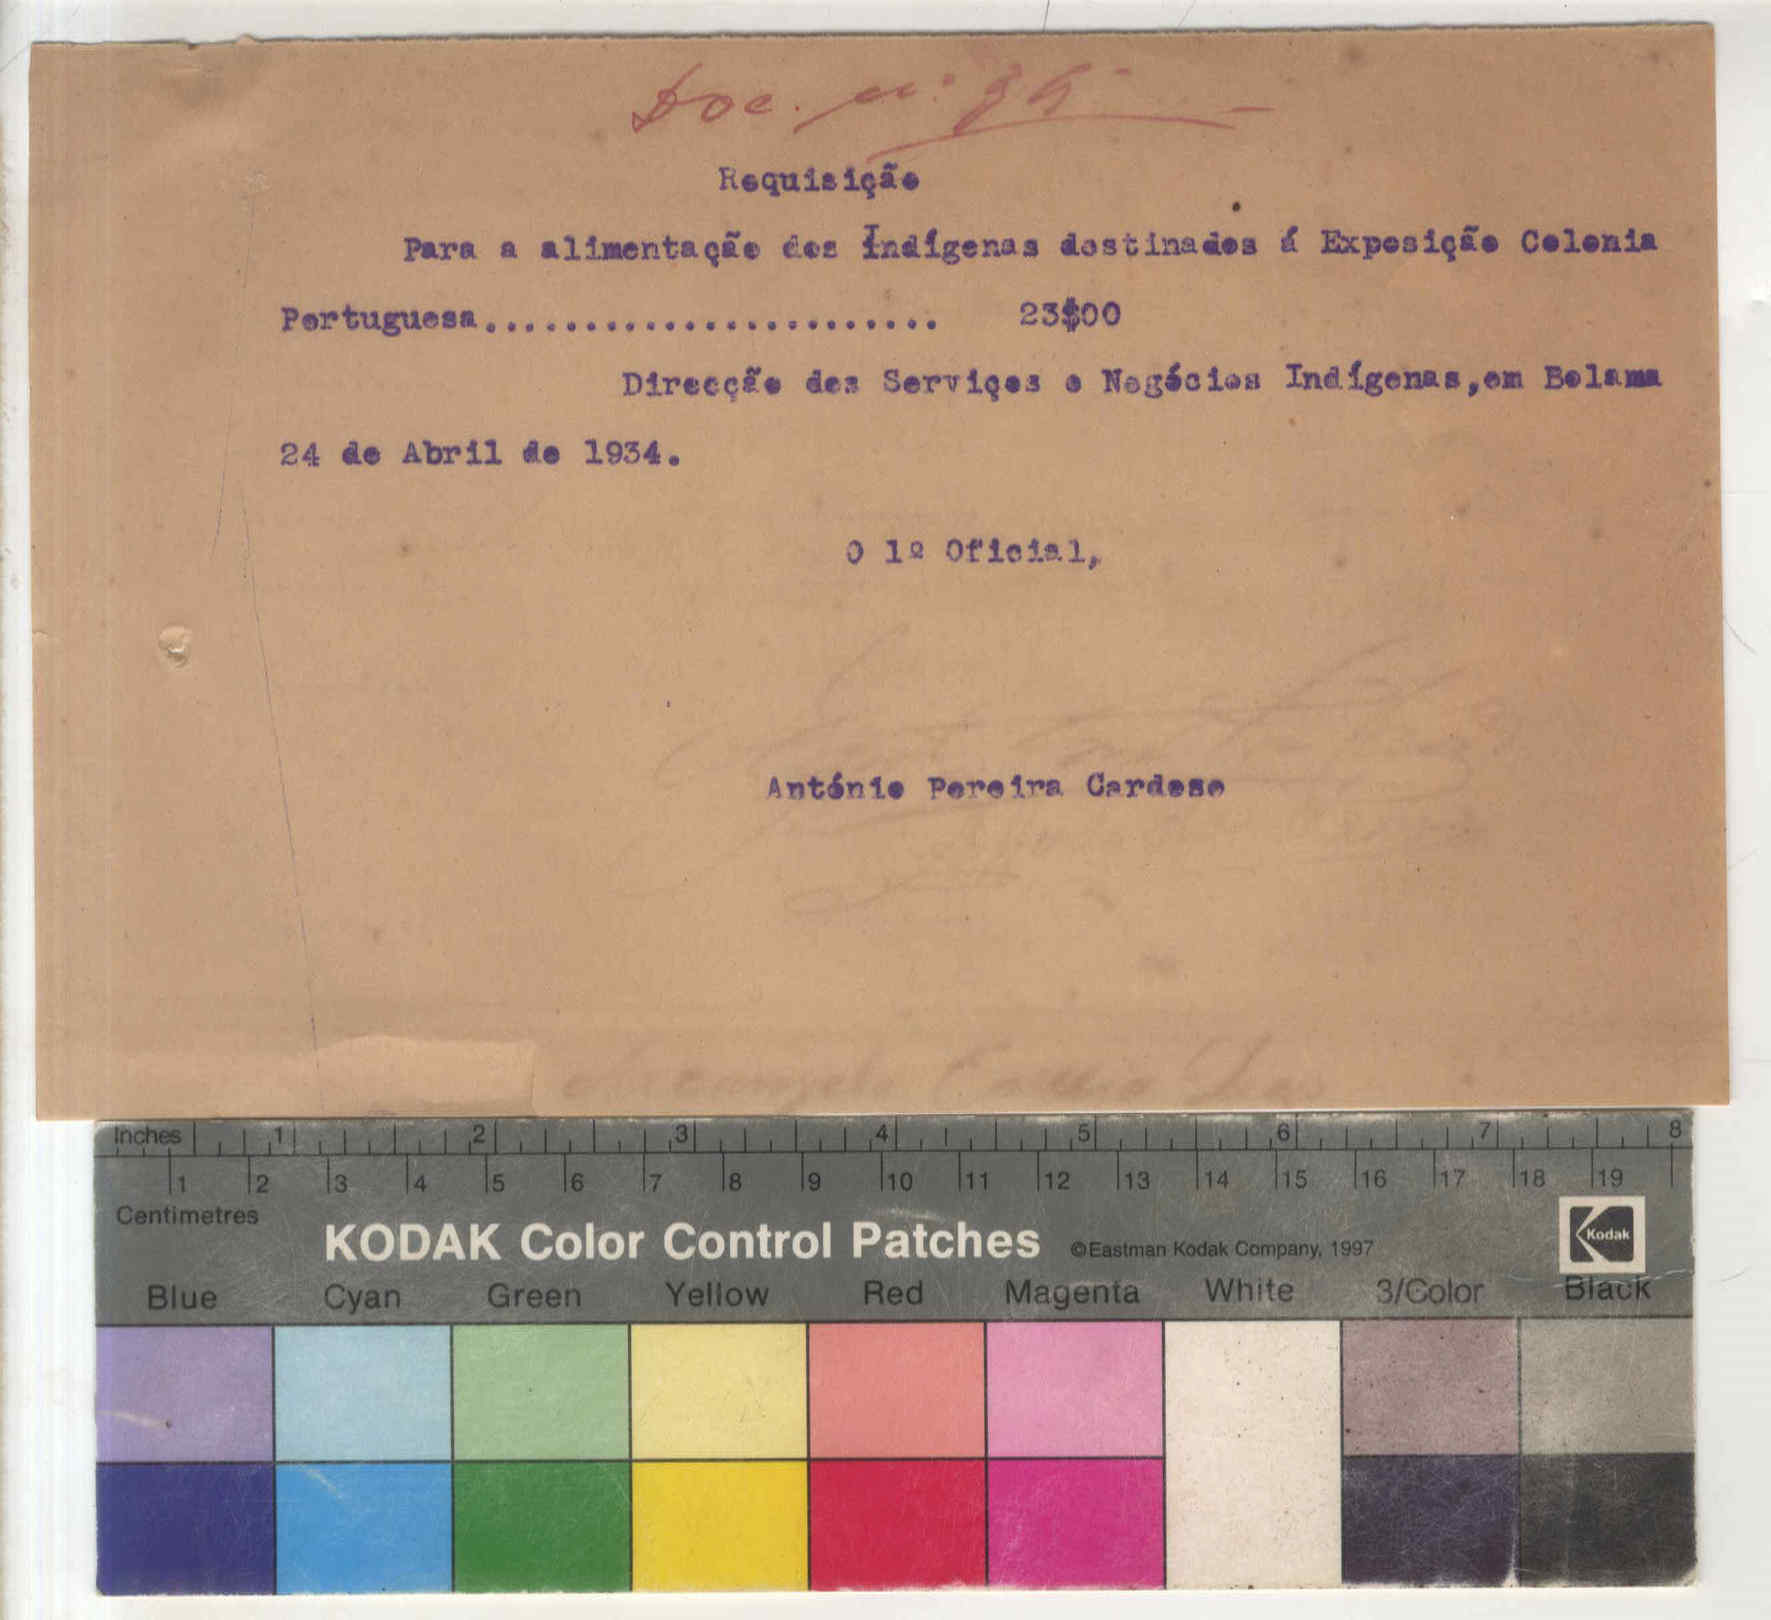 Doc. nº
Requisição
Para a alimentação dos Indígenas destinados á Exposição Colonia
Portuguesa....................... 23$00
Direcção dos Serviços e Negócios Indígenas,em Bolama
24 de Abril de 1934.
O 1º Oficial,
António Pereira Cardoso
Inches 1 2 3 4 5 6 7 8
1 2 3 4 5 6 7 8 9 10 11 12 13 14 15 16 17 18 19
Centimetres
KODAK Color Control Patches ©Eastman Kodak Company, 1997 Kodak
Blue Cyan Green Yellow Red Magenta White 3/Color Black